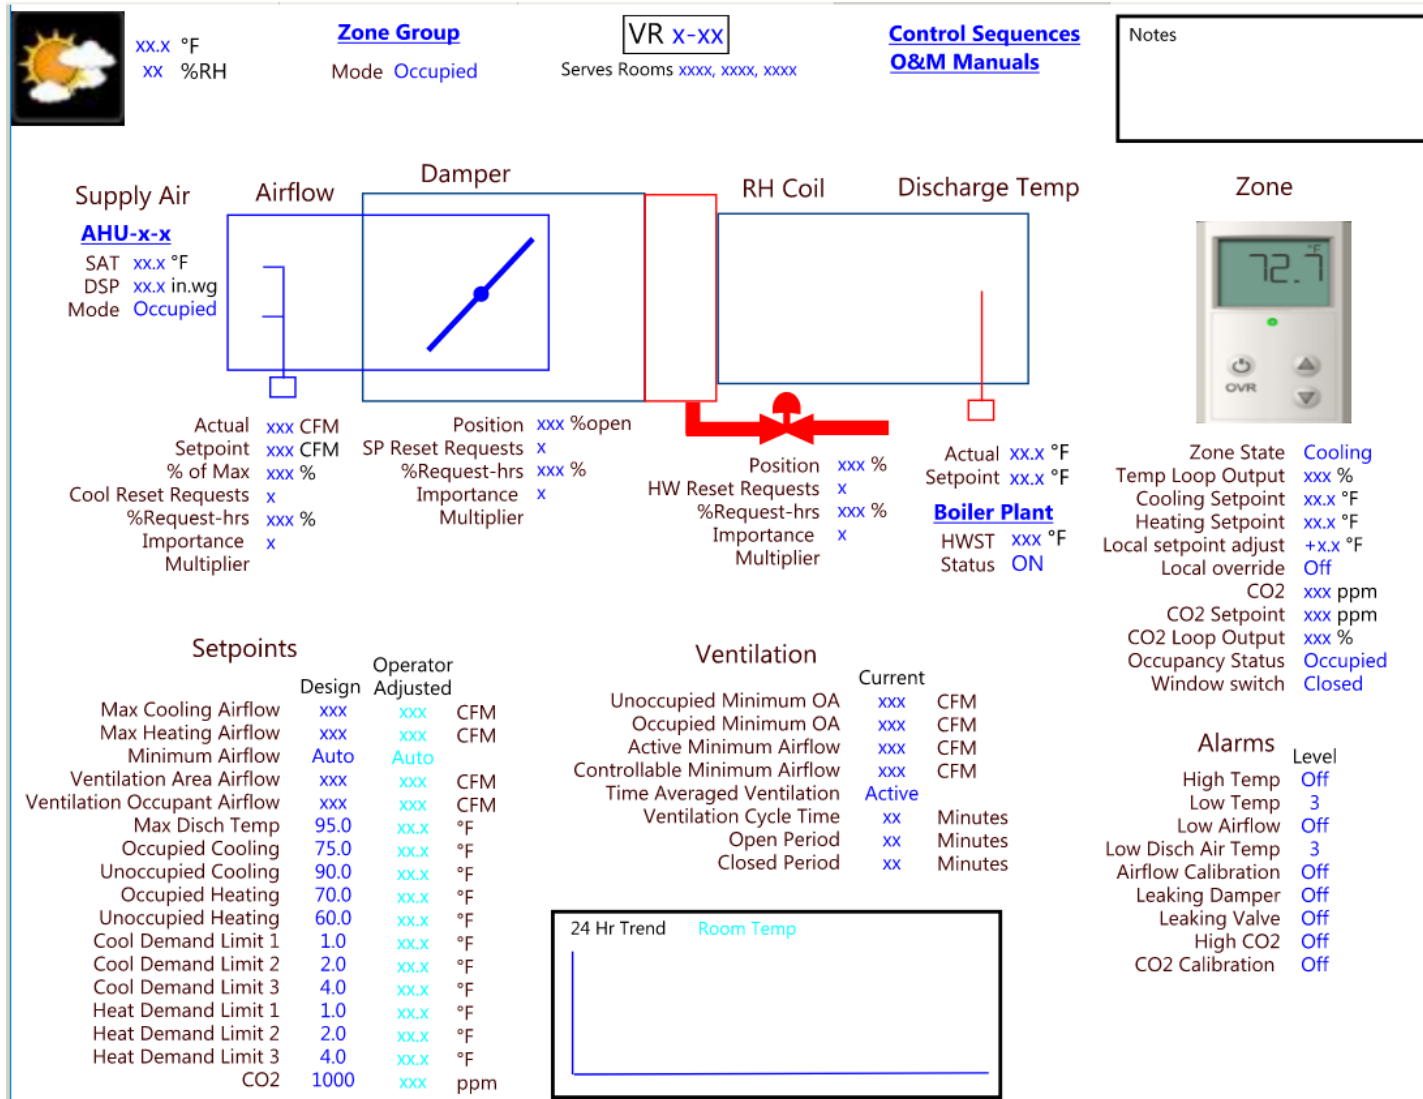 xx.x °F
xx %RH
Zone Group
Mode Occupied
VR x-xx
Serves Rooms xxxx, xxxx, xxxx
Control Sequences
O&M Manuals
Notes
Supply Air
AHU-x-x
SAT xx.x °F
DSP xx.x in.wg
Mode Occupied
Airflow
Damper
RH Coil
Discharge Temp
Zone
72.7 °F
OVR
Actual xxx CFM
Setpoint xxx CFM
% of Max xxx %
Cool Reset Requests x
%Request-hrs xxx %
Importance x
Multiplier
Position xxx %open
SP Reset Requests x
%Request-hrs xxx %
Importance x
Multiplier
Position xxx %
HW Reset Requests x
%Request-hrs xxx %
Importance x
Multiplier
Actual xx.x °F
Setpoint xx.x °F
Boiler Plant
HWST xxx °F
Status ON
Zone State Cooling
Temp Loop Output xxx %
Cooling Setpoint xx.x °F
Heating Setpoint xx.x °F
Local setpoint adjust +x.x °F
Local override Off
CO2 xxx ppm
CO2 Setpoint xxx ppm
CO2 Loop Output xxx %
Occupancy Status Occupied
Window switch Closed
Setpoints
Operator
Design Adjusted
Max Cooling Airflow xxx xxx CFM
Max Heating Airflow xxx xxx CFM
Minimum Airflow Auto Auto
Ventilation Area Airflow xxx xxx CFM
Ventilation Occupant Airflow xxx xxx CFM
Max Disch Temp 95.0 xx.x °F
Occupied Cooling 75.0 xx.x °F
Unoccupied Cooling 90.0 xx.x °F
Occupied Heating 70.0 xx.x °F
Unoccupied Heating 60.0 xx.x °F
Cool Demand Limit 1 1.0 xx.x °F
Cool Demand Limit 2 2.0 xx.x °F
Cool Demand Limit 3 4.0 xx.x °F
Heat Demand Limit 1 1.0 xx.x °F
Heat Demand Limit 2 2.0 xx.x °F
Heat Demand Limit 3 4.0 xx.x °F
CO2 1000 xxx ppm
Ventilation
Current
Unoccupied Minimum OA xxx CFM
Occupied Minimum OA xxx CFM
Active Minimum Airflow xxx CFM
Controllable Minimum Airflow xxx CFM
Time Averaged Ventilation Active
Ventilation Cycle Time xx Minutes
Open Period xx Minutes
Closed Period xx Minutes
24 Hr Trend Room Temp
Alarms
Level
High Temp Off
Low Temp 3
Low Airflow Off
Low Disch Air Temp 3
Airflow Calibration Off
Leaking Damper Off
Leaking Valve Off
High CO2 Off
CO2 Calibration Off